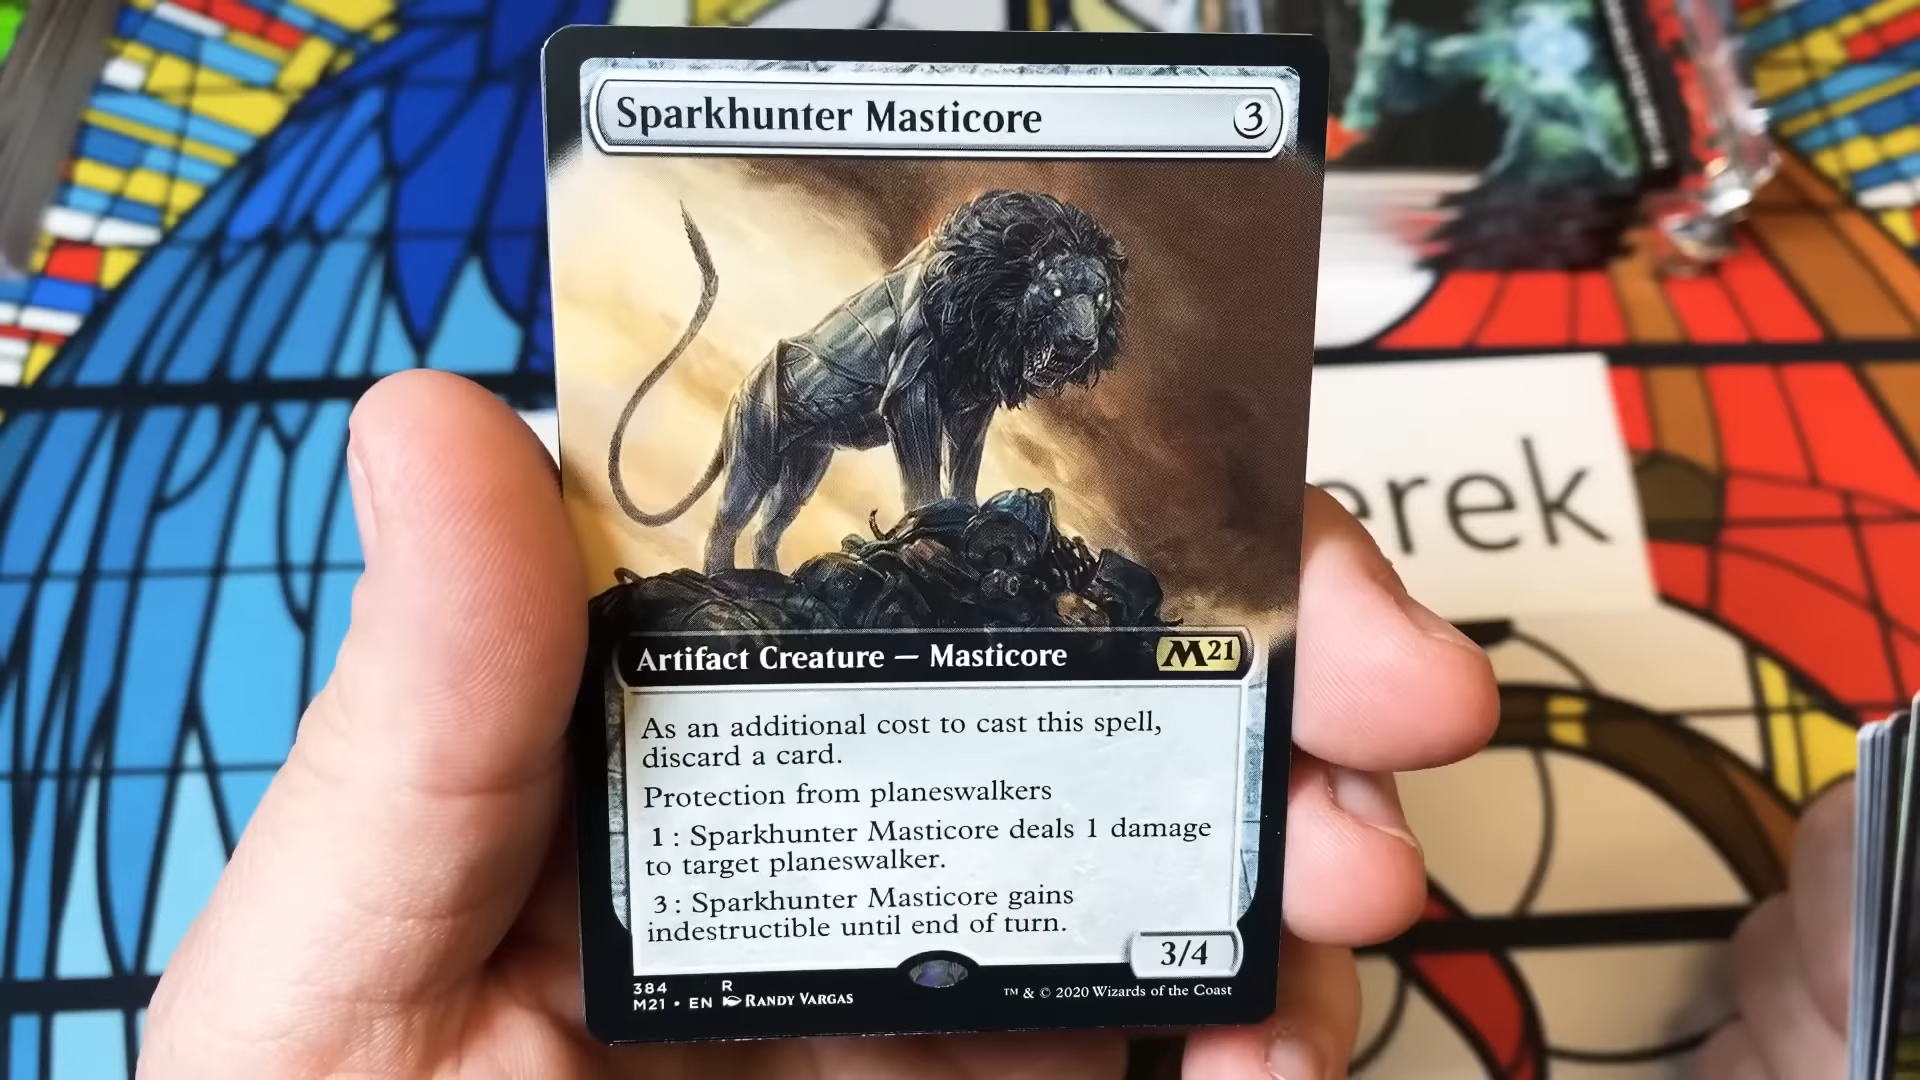 Sparkhunter Masticore 3
erek
Artifact Creature — Masticore M21
As an additional cost to cast this spell,
discard a card.
Protection from planeswalkers
1 : Sparkhunter Masticore deals 1 damage
to target planeswalker.
3 : Sparkhunter Masticore gains
indestructible until end of turn.
3/4
384 R
M21 • EN RANDY VARGAS
™ & © 2020 Wizards of the Coast